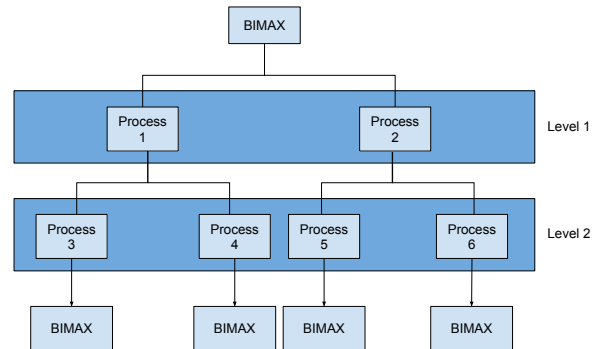 BIMAX
Process
1
Process
2
Level 1
Process
3
Process
4
Process
5
Process
6
Level 2
BIMAX
BIMAX
BIMAX
BIMAX